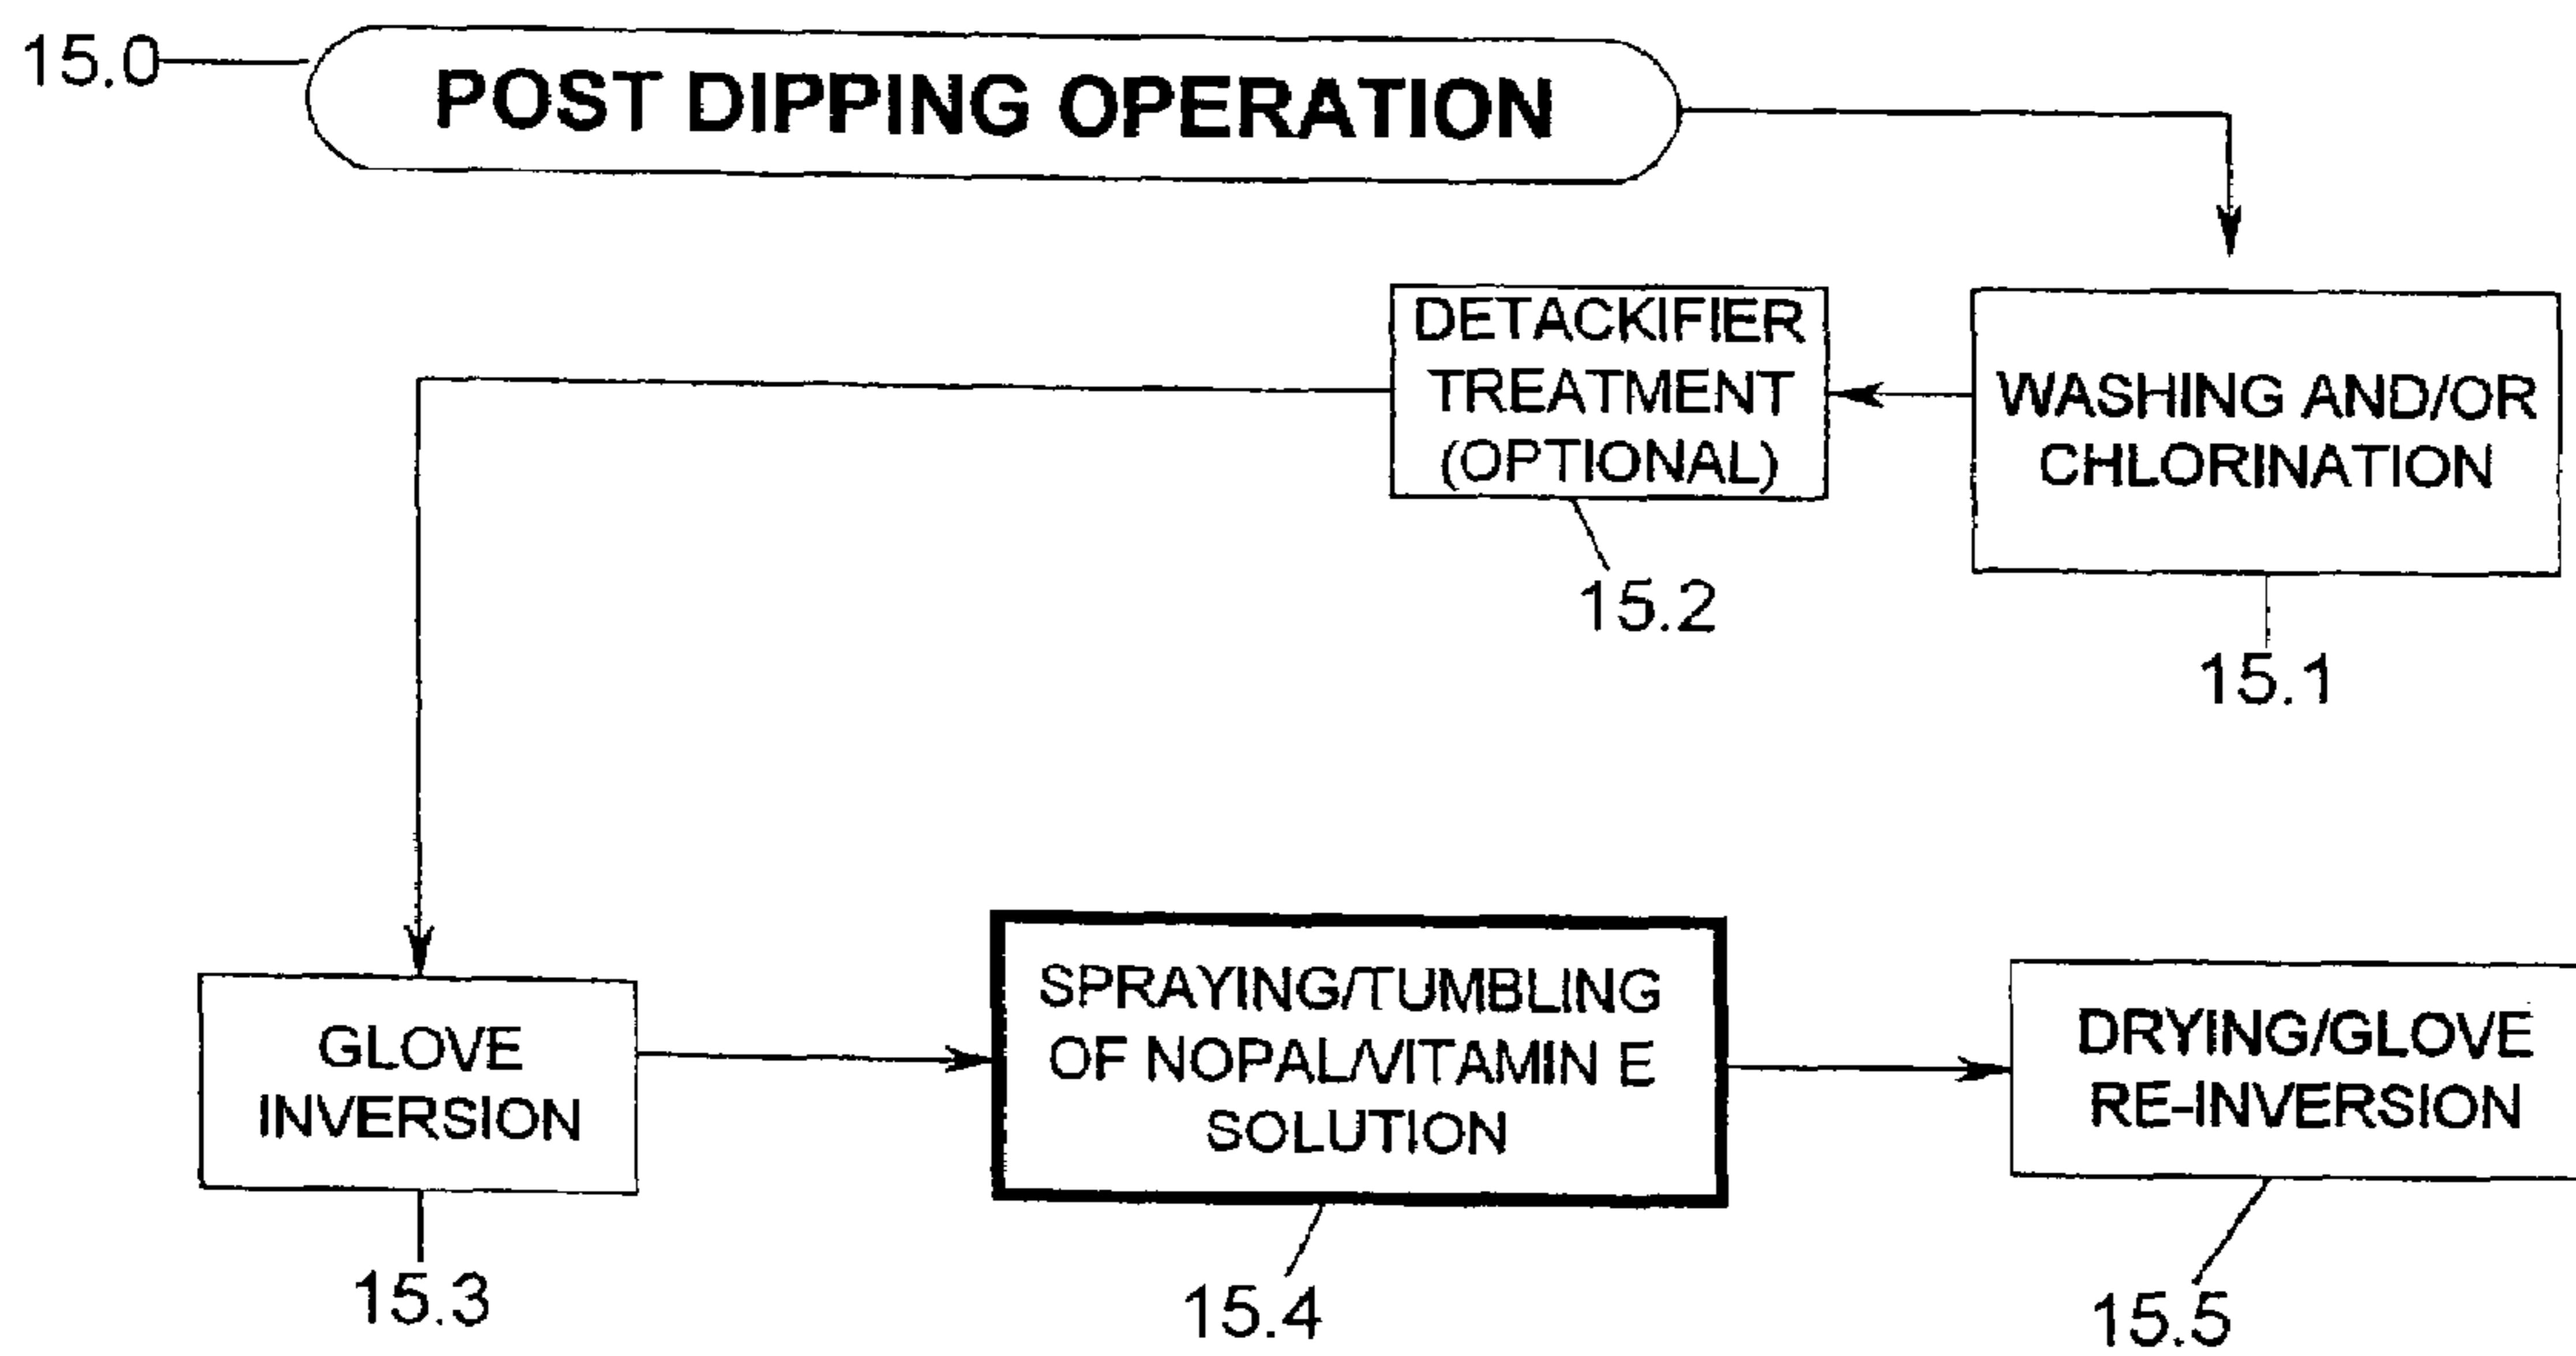 15.0
POST DIPPING OPERATION
WASHING AND/OR
CHLORINATION
15.1
DETACKIFIER
TREATMENT
(OPTIONAL)
15.2
GLOVE
INVERSION
15.3
SPRAYING/TUMBLING
OF NOPAL/VITAMIN E
SOLUTION
15.4
DRYING/GLOVE
RE-INVERSION
15.5